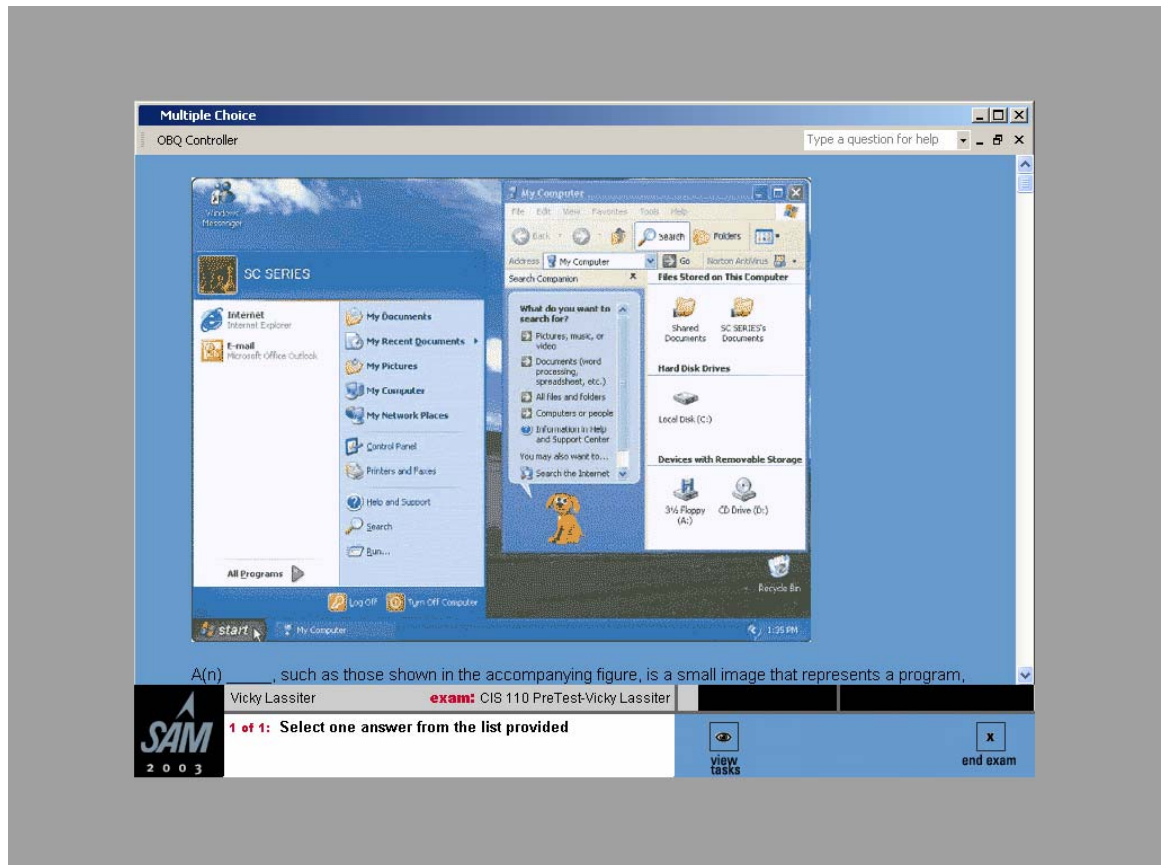 Multiple Choice
OBQ Controller
Type a question for help
Windows
Messenger
SC SERIES
Internet
Internet Explorer
E-mail
Microsoft Office Outlook
All Programs
My Documents
My Recent Documents
My Pictures
My Computer
My Network Places
Control Panel
Printers and Faxes
Help and Support
Search
Run...
Log Off
Turn Off Computer
My Computer
File Edit View Favorites Tools Help
Back
Search
Folders
Address
My Computer
Go
Norton AntiVirus
Search Companion
x
What do you want to
search for?
Pictures, music, or
video
Documents (word
processing,
spreadsheet, etc.)
All files and folders
Computers or people
Information in Help
and Support Center
You may also want to...
Search the Internet
Files Stored on This Computer
Shared
Documents
SC SERIES's
Documents
Hard Disk Drives
Local Disk (C:)
Devices with Removable Storage
3½ Floppy
(A:)
CD Drive (D:)
Recycle Bin
start
My Computer
1:35 PM
A(n) _____, such as those shown in the accompanying figure, is a small image that represents a program,
Vicky Lassiter
exam: CIS 110 PreTest-Vicky Lassiter
SAM
2003
1 of 1: Select one answer from the list provided
view
tasks
x
end exam